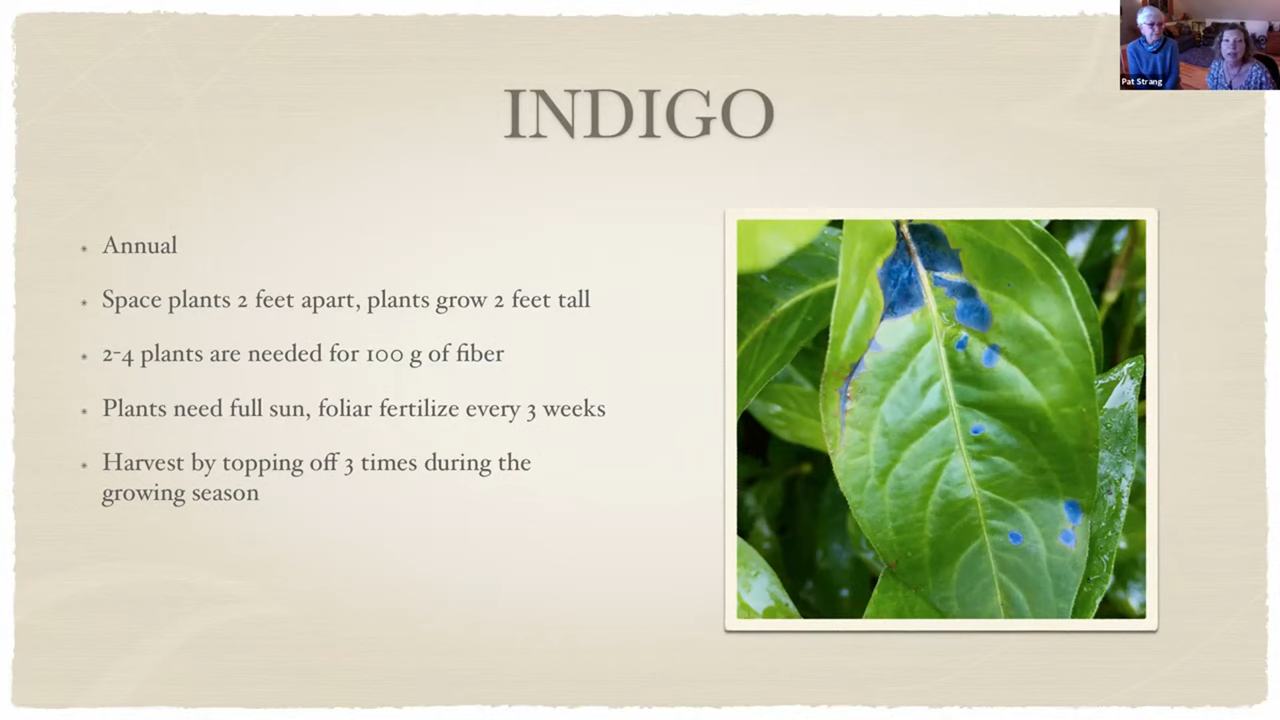 Pat Strang
INDIGO
Annual
Space plants 2 feet apart, plants grow 2 feet tall
2-4 plants are needed for 100 g of fiber
Plants need full sun, foliar fertilize every 3 weeks
Harvest by topping off 3 times during the
growing season